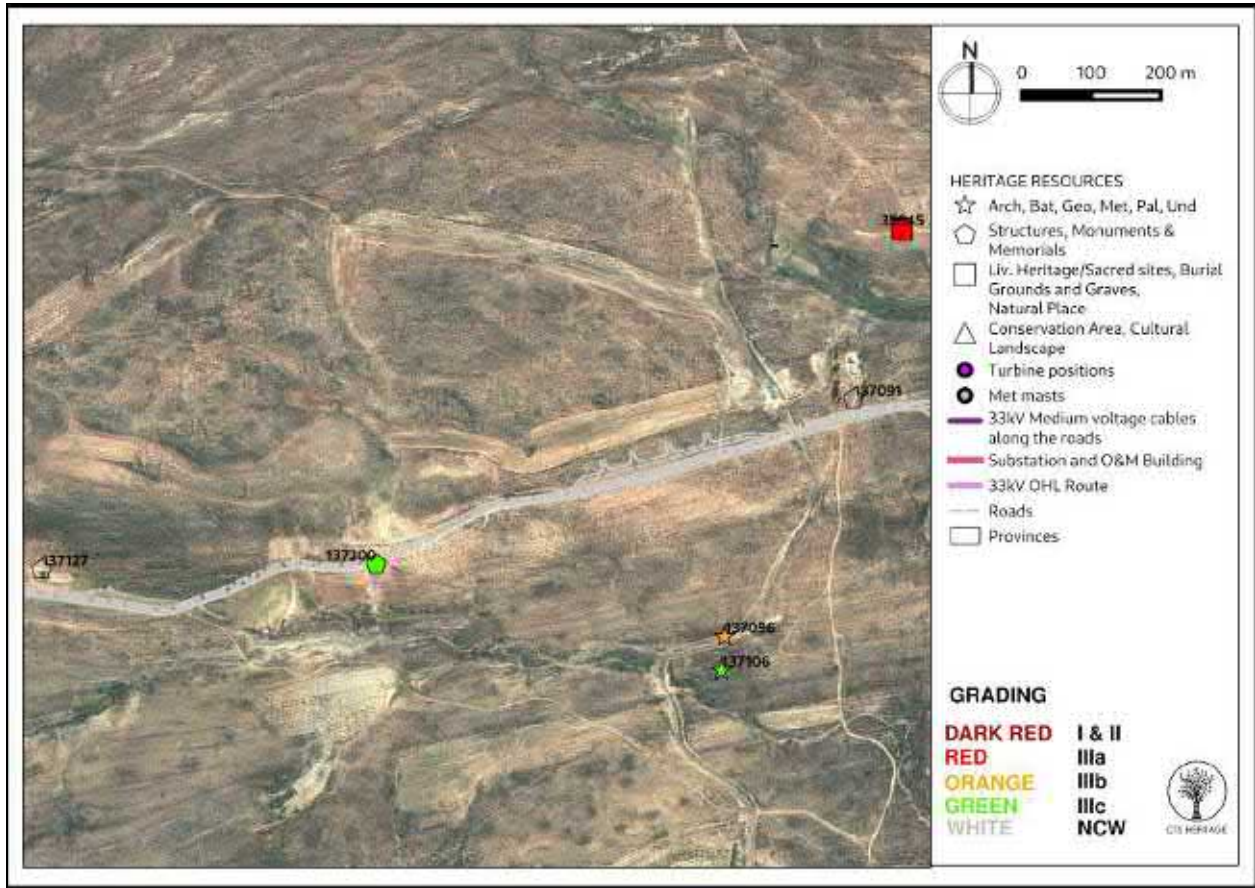 N
0 100 200 m
HERITAGE RESOURCES
Arch, Bat, Geo, Met, Pal, Und
Structures, Monuments &
Memorials
Liv. Heritage/Sacred sites, Burial
Grounds and Graves,
Natural Place
Conservation Area, Cultural
Landscape
Turbine positions
Met masts
33kV Medium voltage cables
along the roads
Substation and O&M Building
33kV OHL Route
Roads
Provinces
GRADING
DARK RED I & II
RED IIIa
ORANGE IIIb
GREEN IIIc
WHITE NCW
CTS HERITAGE
137091
137127
137200
137096
137106